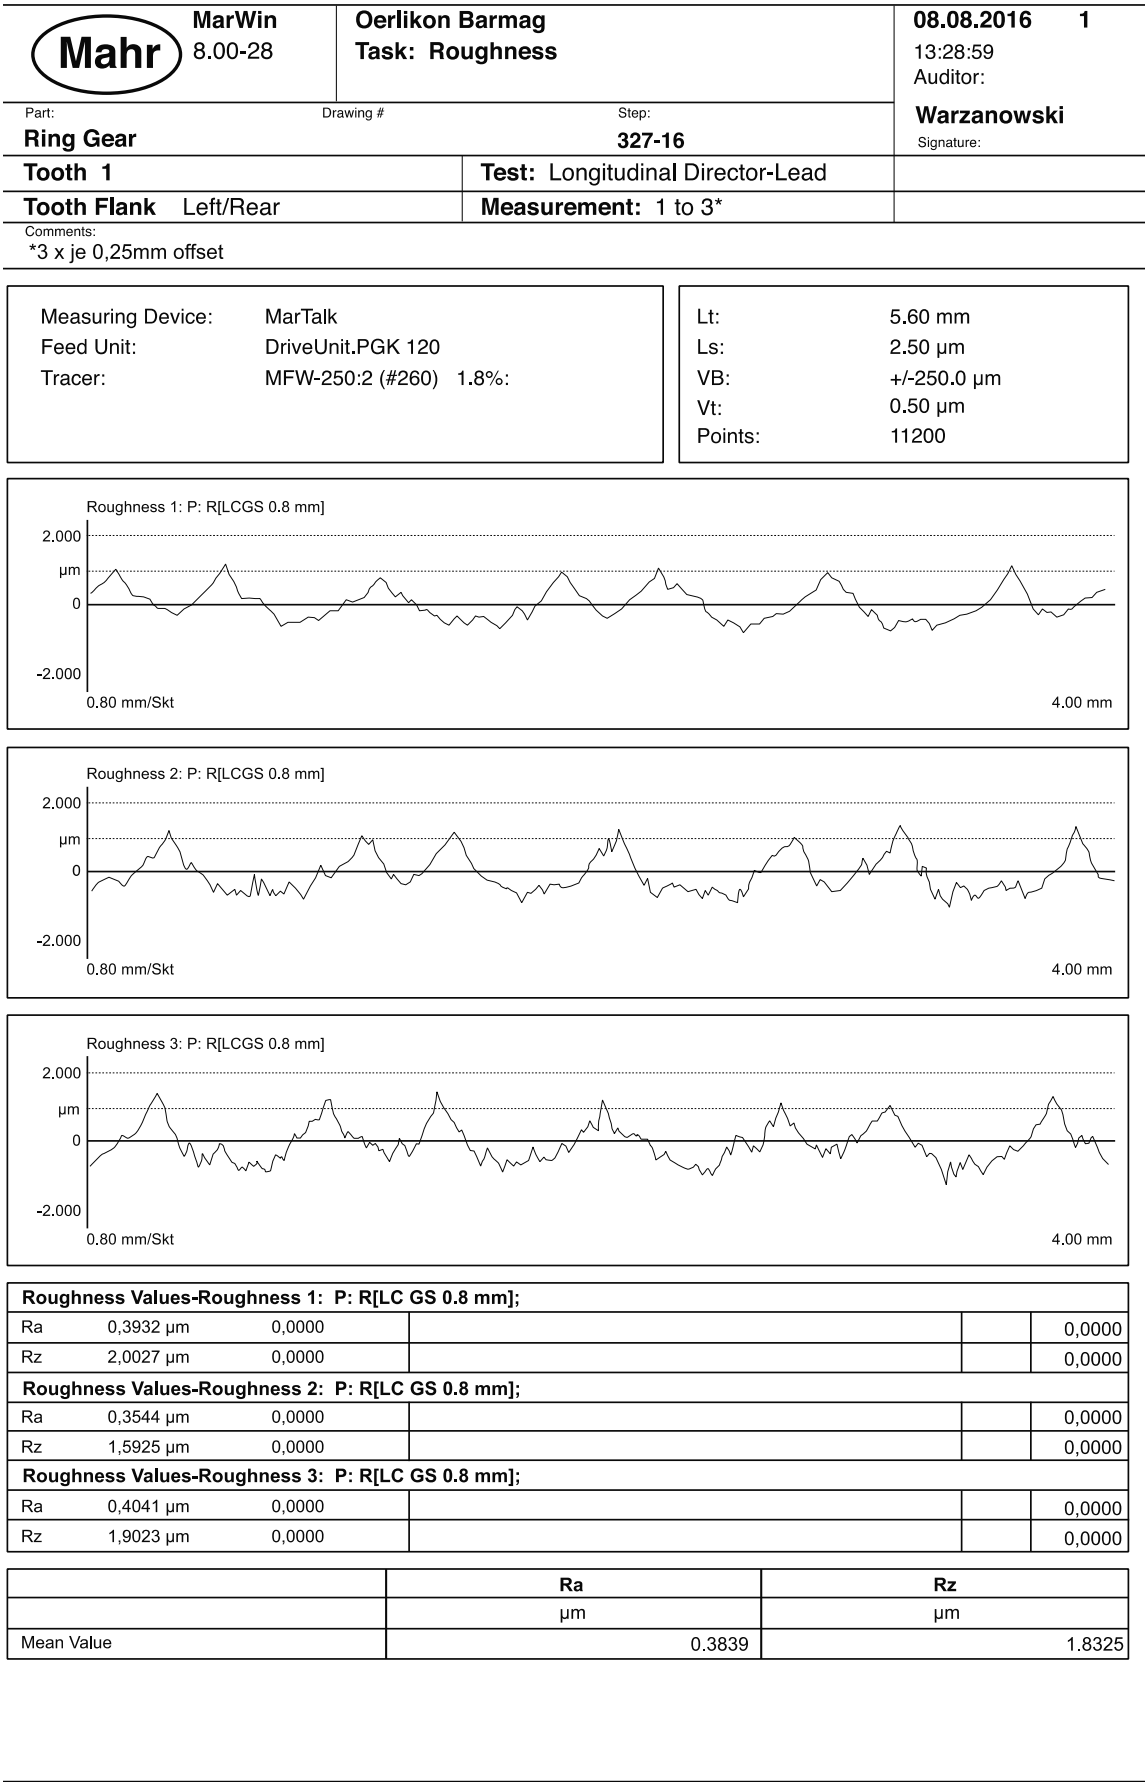 Mahr
MarWin
8.00-28
Oerlikon Barmag
Task: Roughness
08.08.2016 1
13:28:59
Auditor:
Warzanowski
Signature:
Part:
Ring Gear
Drawing #
Step:
327-16
Tooth 1
Test: Longitudinal Director-Lead
Tooth Flank Left/Rear
Measurement: 1 to 3*
Comments:
*3 x je 0,25mm offset
Measuring Device: MarTalk
Feed Unit: DriveUnit.PGK 120
Tracer: MFW-250:2 (#260) 1.8%:
Lt: 5.60 mm
Ls: 2.50 µm
VB: +/-250.0 µm
Vt: 0.50 µm
Points: 11200
Roughness 1: P: R[LCGS 0.8 mm]
2.000
µm
0
-2.000
0.80 mm/Skt 4.00 mm
Roughness 2: P: R[LCGS 0.8 mm]
2.000
µm
0
-2.000
0.80 mm/Skt 4.00 mm
Roughness 3: P: R[LCGS 0.8 mm]
2.000
µm
0
-2.000
0.80 mm/Skt 4.00 mm
Roughness Values-Roughness 1: P: R[LC GS 0.8 mm];
Ra 0,3932 µm 0,0000 0,0000
Rz 2,0027 µm 0,0000 0,0000
Roughness Values-Roughness 2: P: R[LC GS 0.8 mm];
Ra 0,3544 µm 0,0000 0,0000
Rz 1,5925 µm 0,0000 0,0000
Roughness Values-Roughness 3: P: R[LC GS 0.8 mm];
Ra 0,4041 µm 0,0000 0,0000
Rz 1,9023 µm 0,0000 0,0000
Ra Rz
µm µm
Mean Value 0.3839 1.8325